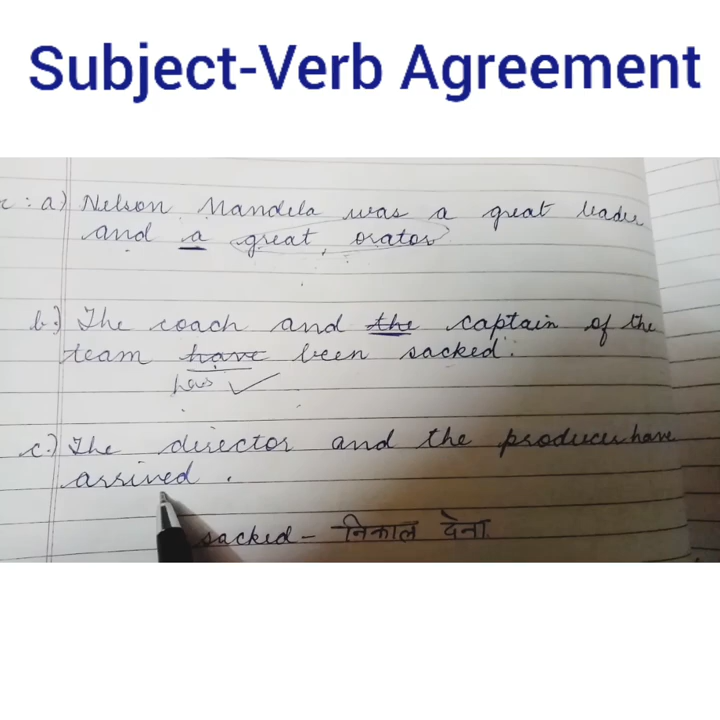 Subject-Verb Agreement
: a) Nelson Mandela was a great leader
and a great orator
b.) The coach and the captain of the
team have been sacked.
has ✓
c.) The director and the producer have
arrived.
sacked - निकाल देना